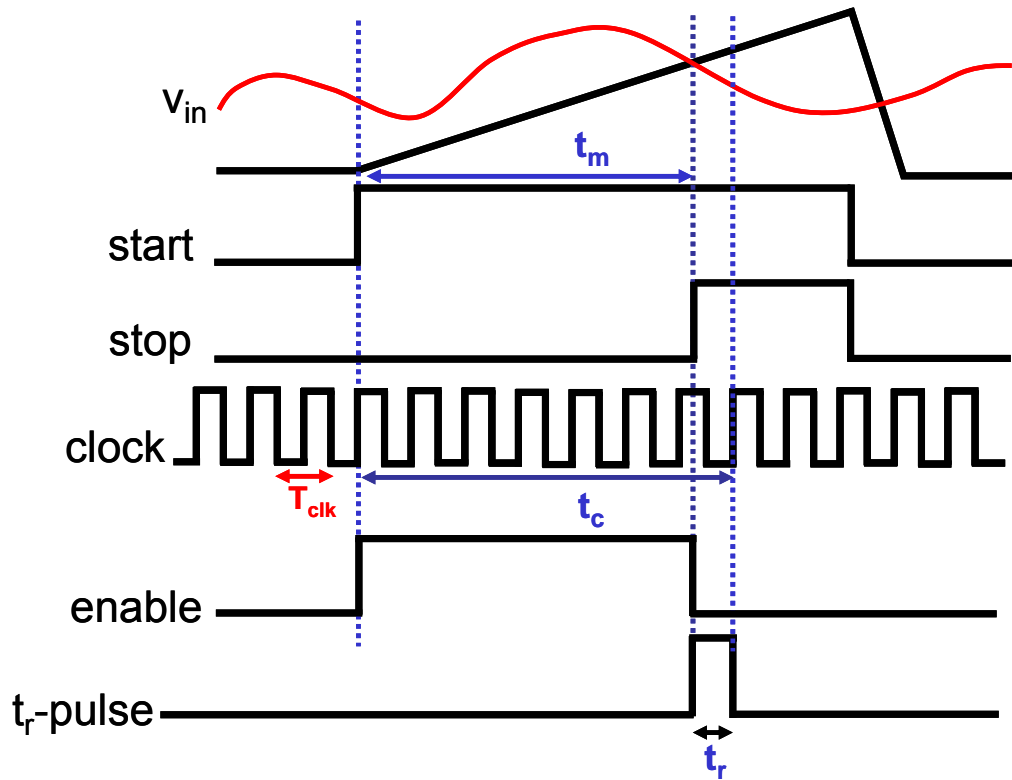 v_in
t_m
start
stop
clock
T_clk
t_c
enable
t_r-pulse
t_r